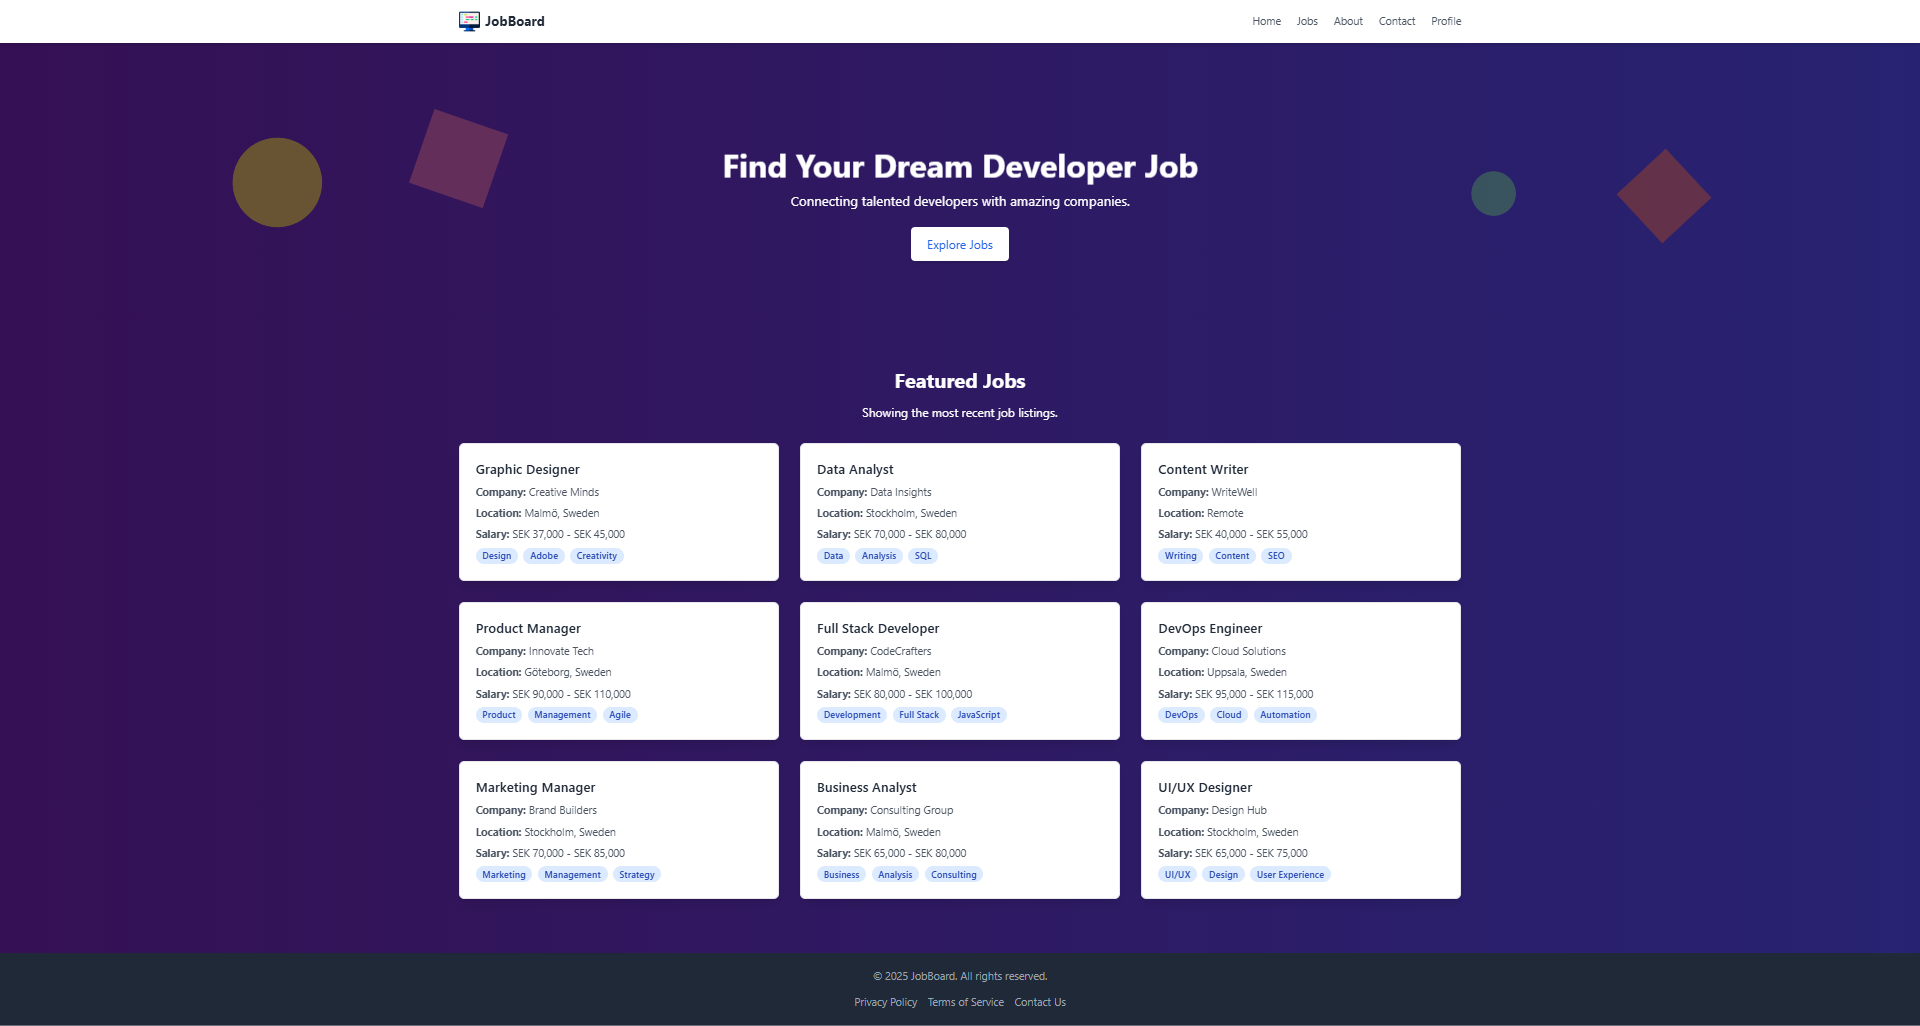 JobBoard
Home Jobs About Contact Profile
Find Your Dream Developer Job
Connecting talented developers with amazing companies.
Explore Jobs
Featured Jobs
Showing the most recent job listings.
Graphic Designer
Company: Creative Minds
Location: Malmö, Sweden
Salary: SEK 37,000 - SEK 45,000
Design Adobe Creativity
Data Analyst
Company: Data Insights
Location: Stockholm, Sweden
Salary: SEK 70,000 - SEK 80,000
Data Analysis SQL
Content Writer
Company: WriteWell
Location: Remote
Salary: SEK 40,000 - SEK 55,000
Writing Content SEO
Product Manager
Company: Innovate Tech
Location: Göteborg, Sweden
Salary: SEK 90,000 - SEK 110,000
Product Management Agile
Full Stack Developer
Company: CodeCrafters
Location: Malmö, Sweden
Salary: SEK 80,000 - SEK 100,000
Development Full Stack JavaScript
DevOps Engineer
Company: Cloud Solutions
Location: Uppsala, Sweden
Salary: SEK 95,000 - SEK 115,000
DevOps Cloud Automation
Marketing Manager
Company: Brand Builders
Location: Stockholm, Sweden
Salary: SEK 70,000 - SEK 85,000
Marketing Management Strategy
Business Analyst
Company: Consulting Group
Location: Malmö, Sweden
Salary: SEK 65,000 - SEK 80,000
Business Analysis Consulting
UI/UX Designer
Company: Design Hub
Location: Stockholm, Sweden
Salary: SEK 65,000 - SEK 75,000
UI/UX Design User Experience
© 2025 JobBoard. All rights reserved.
Privacy Policy Terms of Service Contact Us